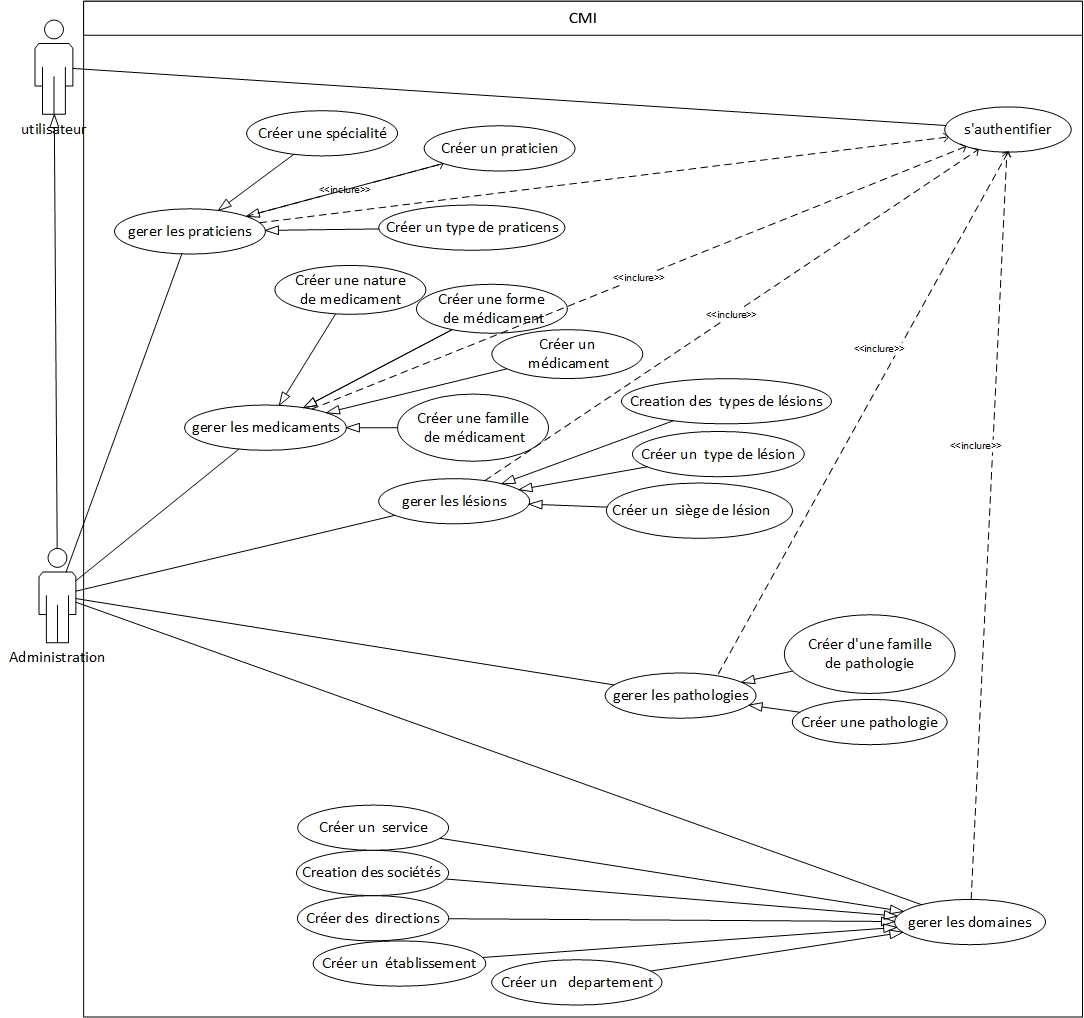 CMI
utilisateur
Créer une spécialité
Créer un praticien
s'authentifier
<<inclure>>
gerer les praticiens
Créer un type de praticens
Créer une nature
de medicament
<<inclure>>
Créer une forme
de médicament
<<inclure>>
Créer un
médicament
<<inclure>>
Creation des types de lésions
Créer une famille
de médicament
gerer les medicaments
<<inclure>>
Créer un type de lésion
gerer les lésions
Créer un siège de lésion
Administration
Créer d'une famille
de pathologie
gerer les pathologies
Créer une pathologie
Créer un service
Creation des sociétés
Créer des directions
gerer les domaines
Créer un établissement
Créer un departement